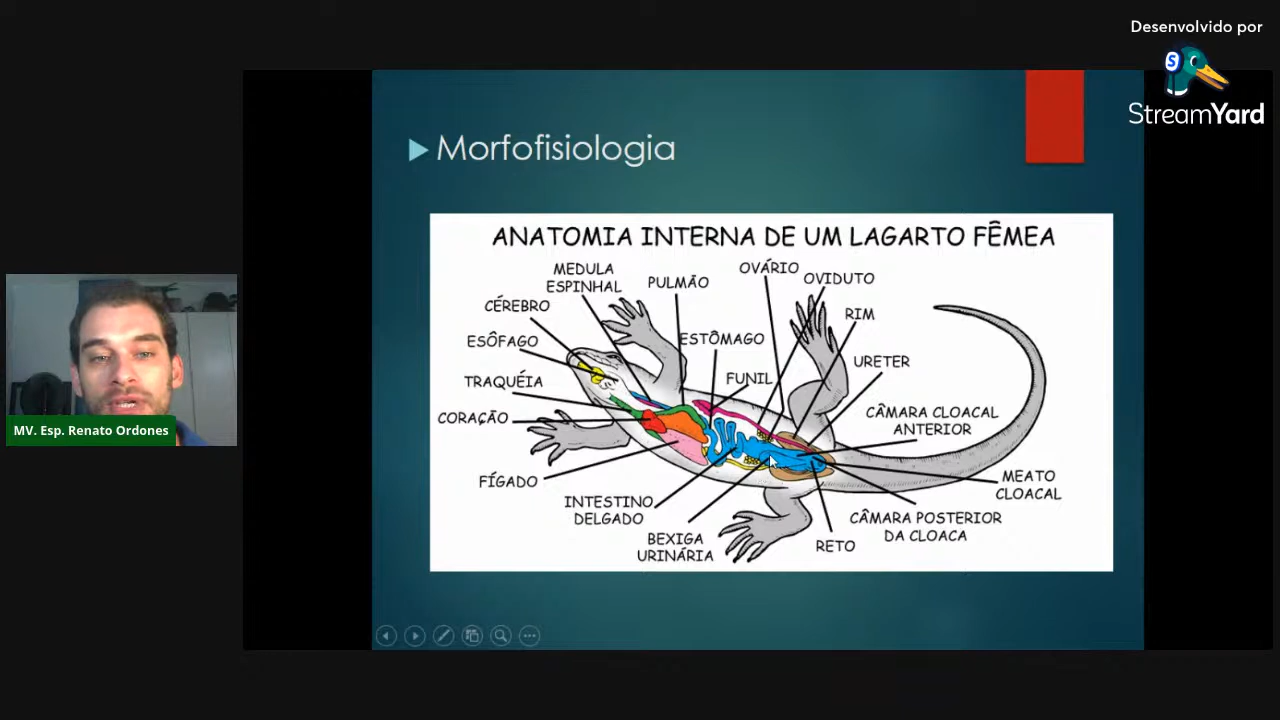 Desenvolvido por
S
StreamYard
Morfofisiologia
ANATOMIA INTERNA DE UM LAGARTO FÊMEA
MEDULA
ESPINHAL
PULMÃO
OVÁRIO
OVIDUTO
CÉREBRO
RIM
ESÔFAGO
ESTÔMAGO
URETER
TRAQUÉIA
FUNIL
CORAÇÃO
CÂMARA CLOACAL
ANTERIOR
MV. Esp. Renato Ordones
FÍGADO
MEATO
CLOACAL
INTESTINO
DELGADO
CÂMARA POSTERIOR
DA CLOACA
BEXIGA
URINÁRIA
RETO